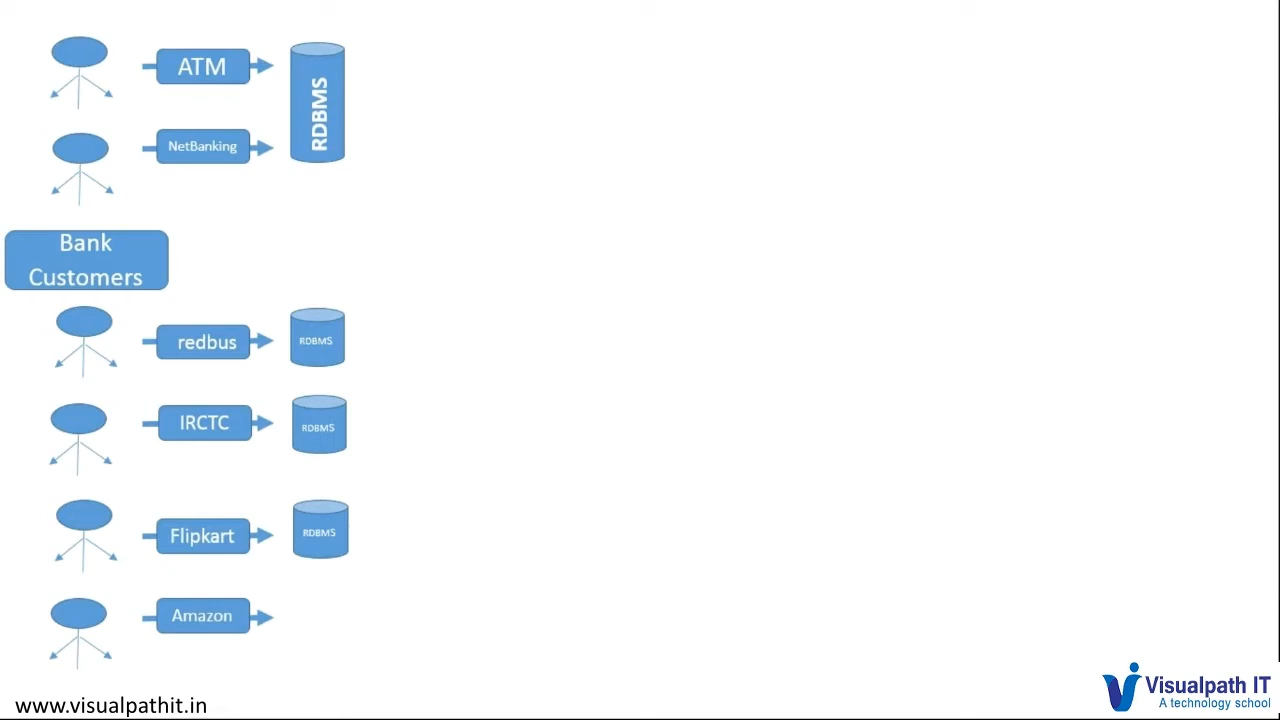 ATM
RDBMS
NetBanking
Bank
Customers
redbus
RDBMS
IRCTC
RDBMS
Flipkart
RDBMS
Amazon
www.visualpathit.in
Visualpath IT
A technology school